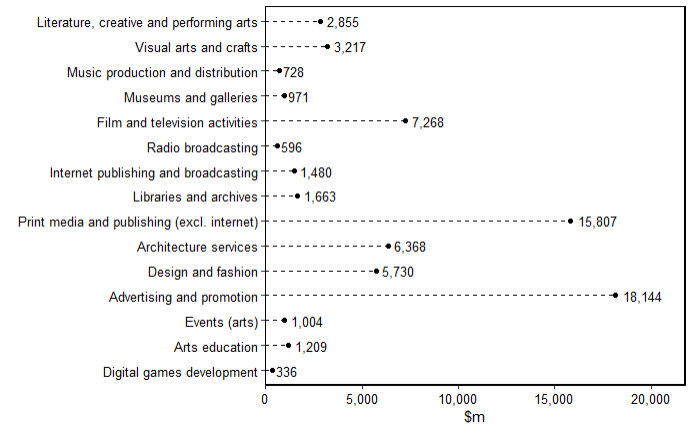 Literature, creative and performing arts 2,855
Visual arts and crafts 3,217
Music production and distribution 728
Museums and galleries 971
Film and television activities 7,268
Radio broadcasting 596
Internet publishing and broadcasting 1,480
Libraries and archives 1,663
Print media and publishing (excl. internet) 15,807
Architecture services 6,368
Design and fashion 5,730
Advertising and promotion 18,144
Events (arts) 1,004
Arts education 1,209
Digital games development 336
0 5,000 10,000 15,000 20,000
$m